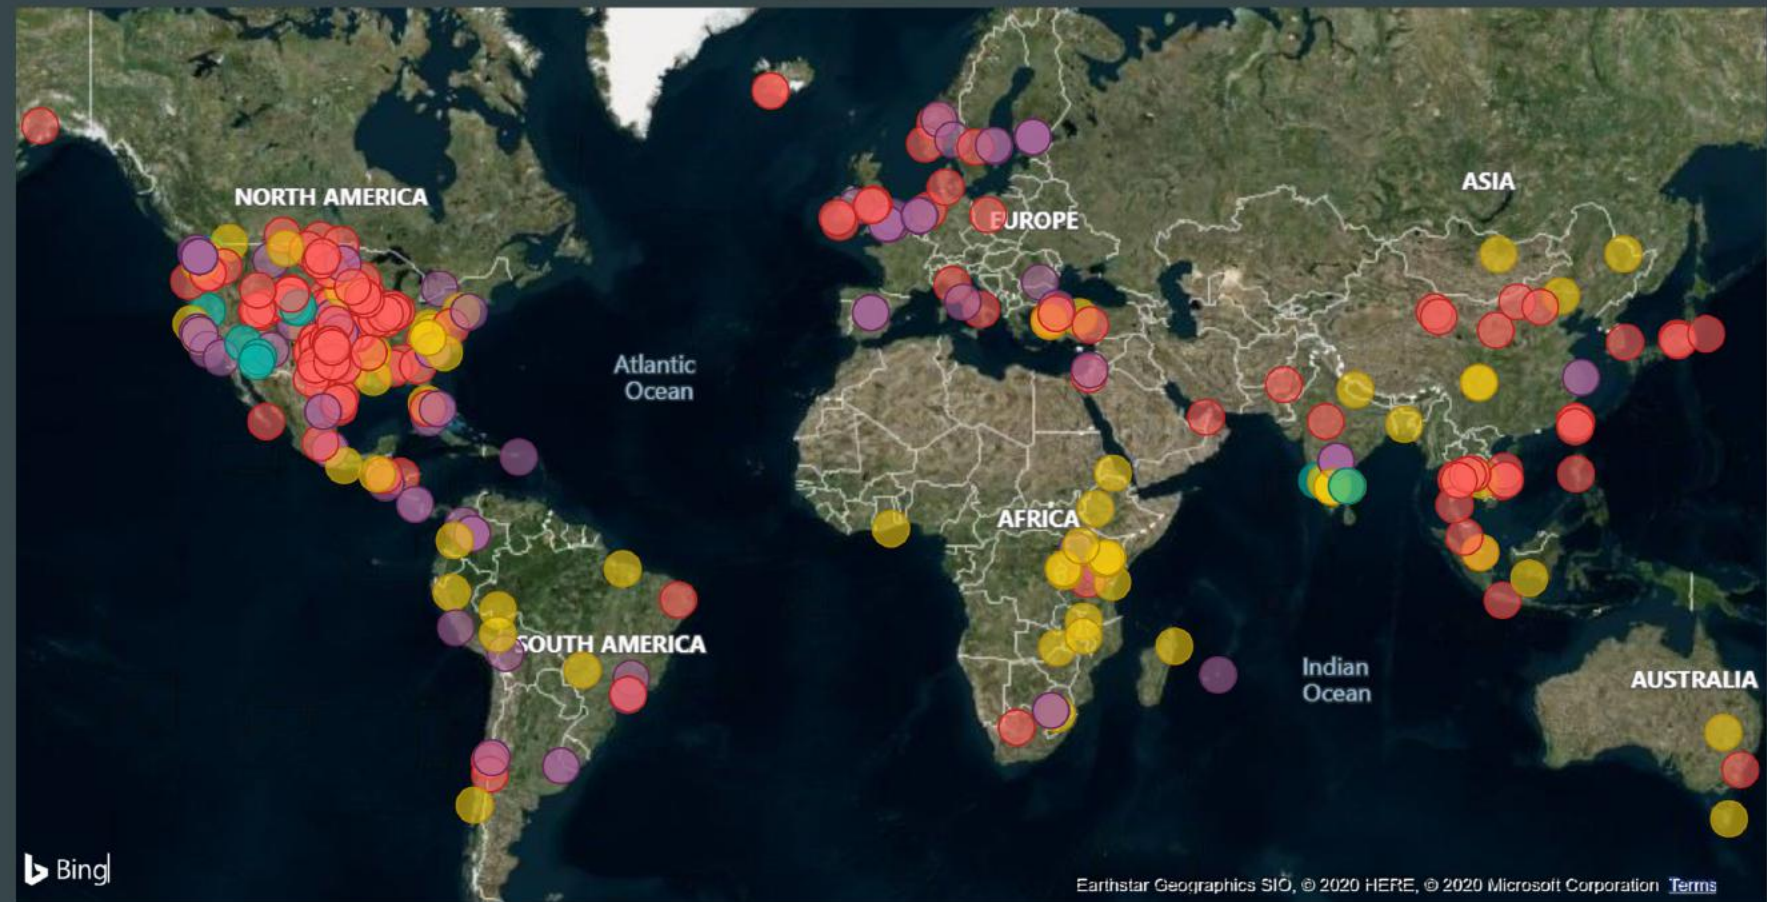 NORTH AMERICA
ASIA
EUROPE
Atlantic
Ocean
AFRICA
SOUTH AMERICA
Indian
Ocean
AUSTRALIA
Bing
Earthstar Geographics SIO, © 2020 HERE, © 2020 Microsoft Corporation Terms